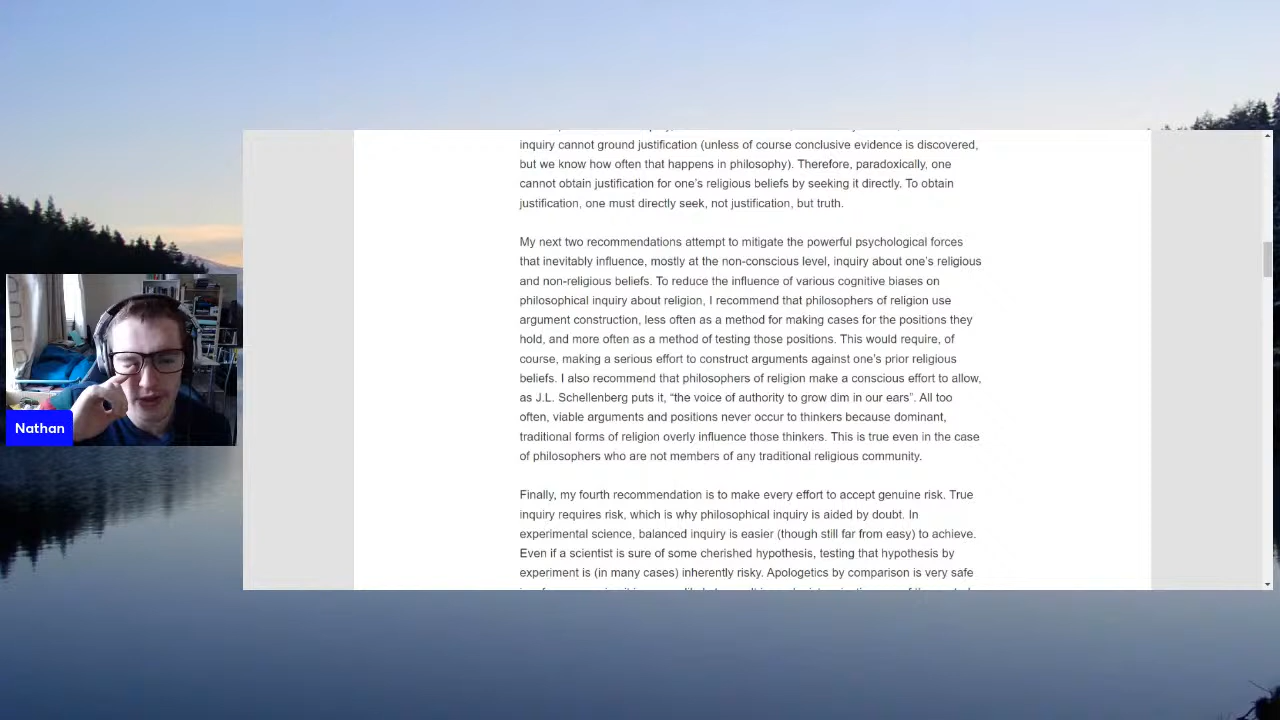 inquiry cannot ground justification (unless of course conclusive evidence is discovered,
but we know how often that happens in philosophy). Therefore, paradoxically, one
cannot obtain justification for one’s religious beliefs by seeking it directly. To obtain
justification, one must directly seek, not justification, but truth.
My next two recommendations attempt to mitigate the powerful psychological forces
that inevitably influence, mostly at the non-conscious level, inquiry about one’s religious
and non-religious beliefs. To reduce the influence of various cognitive biases on
philosophical inquiry about religion, I recommend that philosophers of religion use
argument construction, less often as a method for making cases for the positions they
hold, and more often as a method of testing those positions. This would require, of
course, making a serious effort to construct arguments against one’s prior religious
beliefs. I also recommend that philosophers of religion make a conscious effort to allow,
as J.L. Schellenberg puts it, “the voice of authority to grow dim in our ears”. All too
often, viable arguments and positions never occur to thinkers because dominant,
traditional forms of religion overly influence those thinkers. This is true even in the case
of philosophers who are not members of any traditional religious community.
Finally, my fourth recommendation is to make every effort to accept genuine risk. True
inquiry requires risk, which is why philosophical inquiry is aided by doubt. In
experimental science, balanced inquiry is easier (though still far from easy) to achieve.
Even if a scientist is sure of some cherished hypothesis, testing that hypothesis by
experiment is (in many cases) inherently risky. Apologetics by comparison is very safe
Nathan